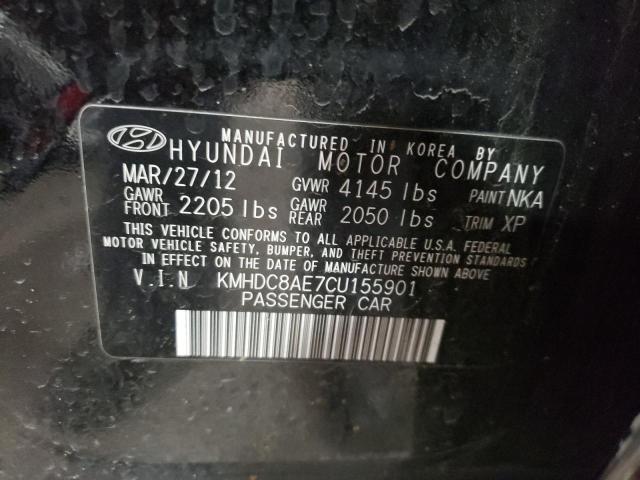 MANUFACTURED IN KOREA BY
HYUNDAI MOTOR COMPANY
MAR/27/12 GVWR 4145 lbs PAINT NKA
GAWR FRONT 2205 lbs GAWR REAR 2050 lbs TRIM XP
THIS VEHICLE CONFORMS TO ALL APPLICABLE U.S.A. FEDERAL
MOTOR VEHICLE SAFETY, BUMPER, AND THEFT PREVENTION STANDARDS
IN EFFECT ON THE DATE OF MANUFACTURE SHOWN ABOVE
V.I.N KMHDC8AE7CU155901
PASSENGER CAR